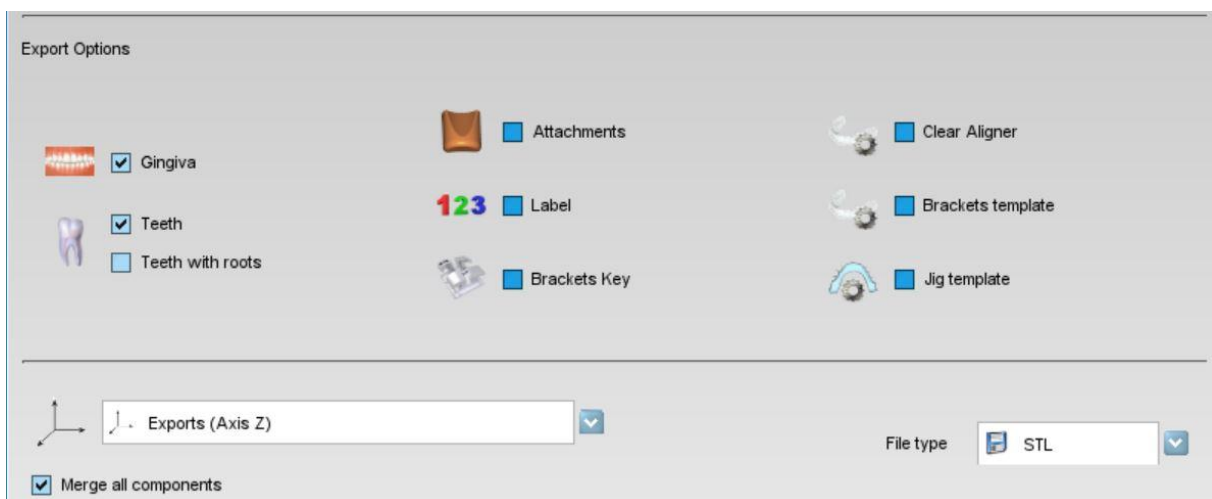 Export Options
Gingiva
Teeth
Teeth with roots
Attachments
123 Label
Brackets Key
Clear Aligner
Brackets template
Jig template
Exports (Axis Z)
File type STL
Merge all components